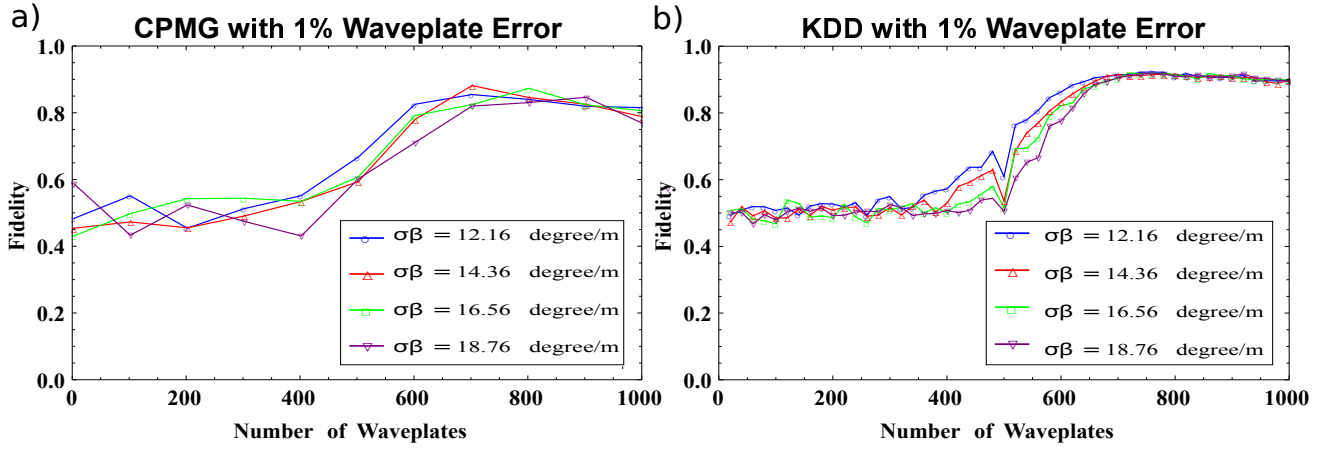 a)
CPMG with 1% Waveplate Error
1.0
0.8
0.6
0.4
0.2
0.0
Fidelity
0 200 400 600 800 1000
Number of Waveplates
σβ = 12.16 degree/m
σβ = 14.36 degree/m
σβ = 16.56 degree/m
σβ = 18.76 degree/m
b)
KDD with 1% Waveplate Error
1.0
0.8
0.6
0.4
0.2
0.0
Fidelity
0 200 400 600 800 1000
Number of Waveplates
σβ = 12.16 degree/m
σβ = 14.36 degree/m
σβ = 16.56 degree/m
σβ = 18.76 degree/m